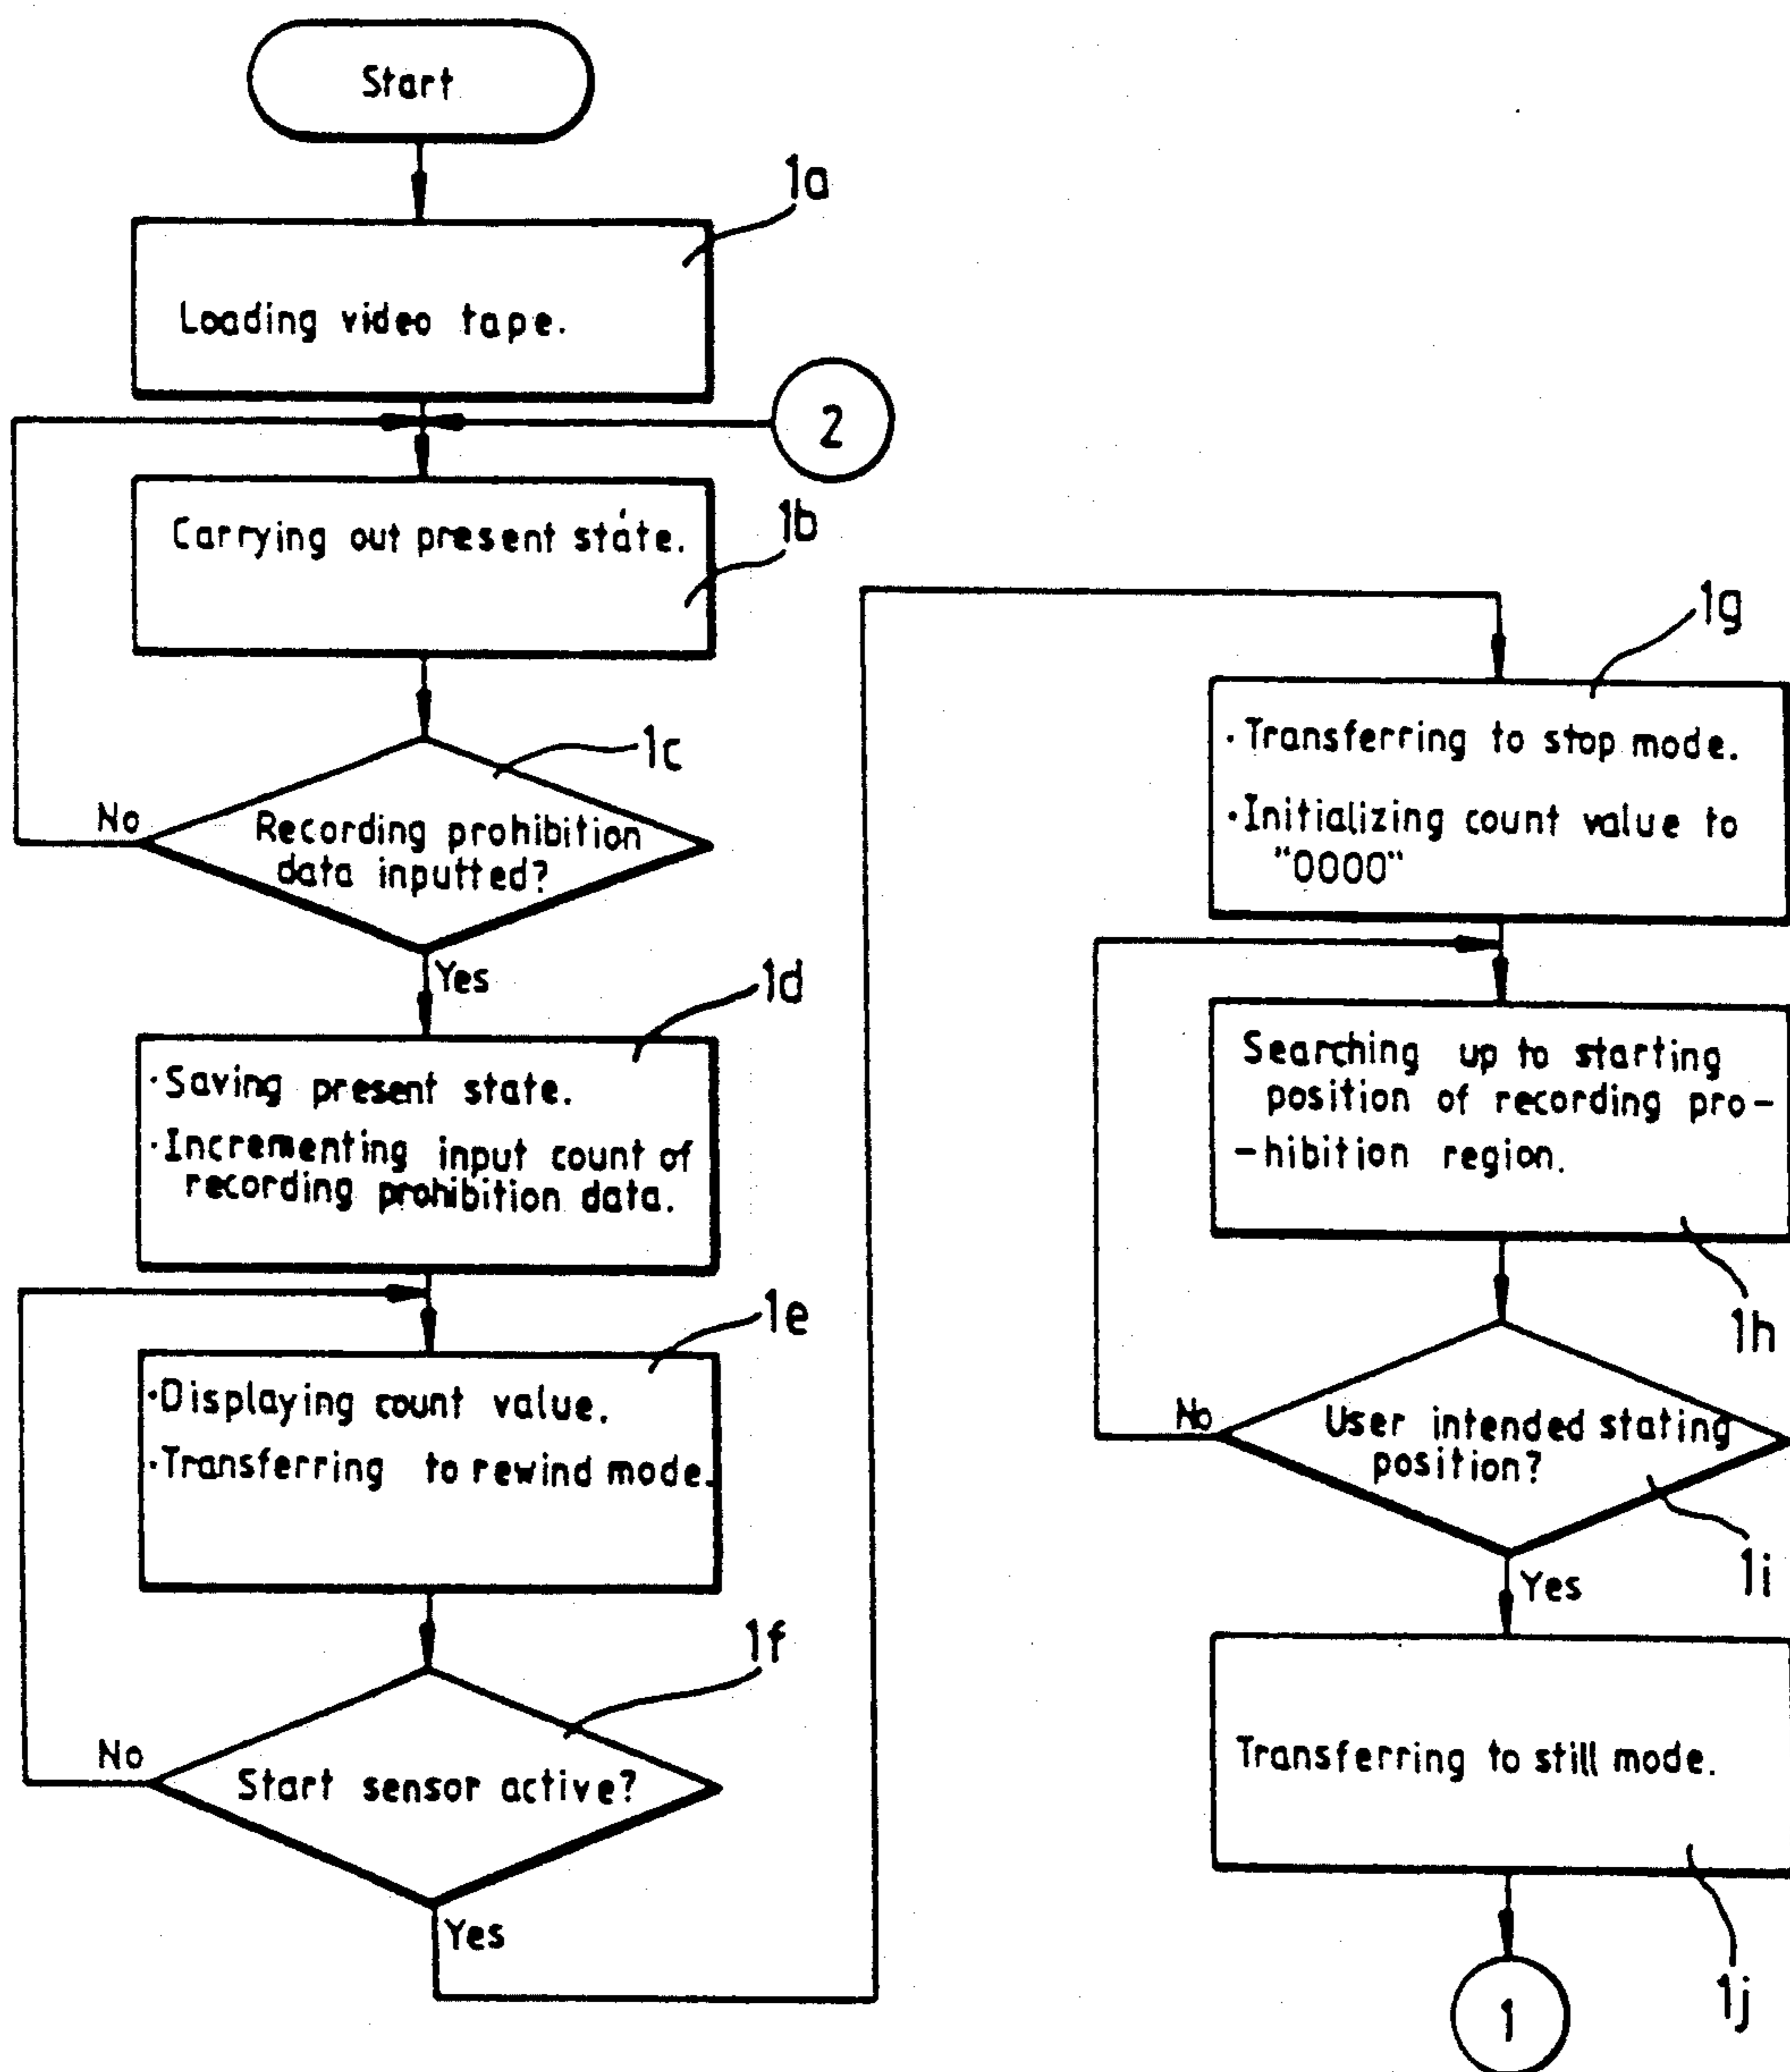 Start
1a
Loading video tape.
2
Carrying out present state.
1b
1c
No
Recording prohibition
data inputted?
Yes
1d
·Saving present state.
·Incrementing input count of
recording prohibition data.
1e
·Displaying count value.
·Transferring to rewind mode.
1f
No
Start sensor active?
Yes
1g
·Transferring to stop mode.
·Initializing count value to
"0000"
Searching up to starting
position of recording pro-
-hibition region.
1h
No
User intended stating
position?
1i
Yes
Transferring to still mode.
1j
1